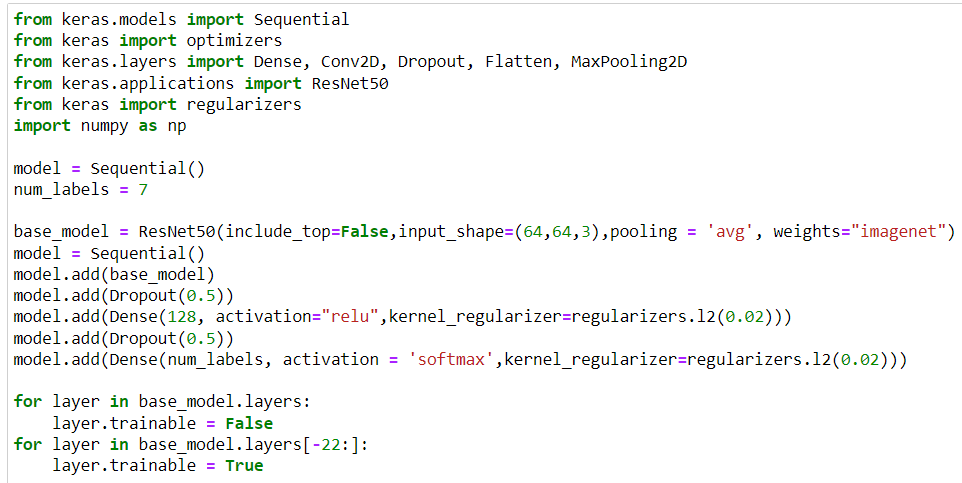 from keras.models import Sequential
from keras import optimizers
from keras.layers import Dense, Conv2D, Dropout, Flatten, MaxPooling2D
from keras.applications import ResNet50
from keras import regularizers
import numpy as np

model = Sequential()
num_labels = 7

base_model = ResNet50(include_top=False,input_shape=(64,64,3),pooling = 'avg', weights="imagenet")
model = Sequential()
model.add(base_model)
model.add(Dropout(0.5))
model.add(Dense(128, activation="relu",kernel_regularizer=regularizers.l2(0.02)))
model.add(Dropout(0.5))
model.add(Dense(num_labels, activation = 'softmax',kernel_regularizer=regularizers.l2(0.02)))

for layer in base_model.layers:
    layer.trainable = False
for layer in base_model.layers[-22:]:
    layer.trainable = True